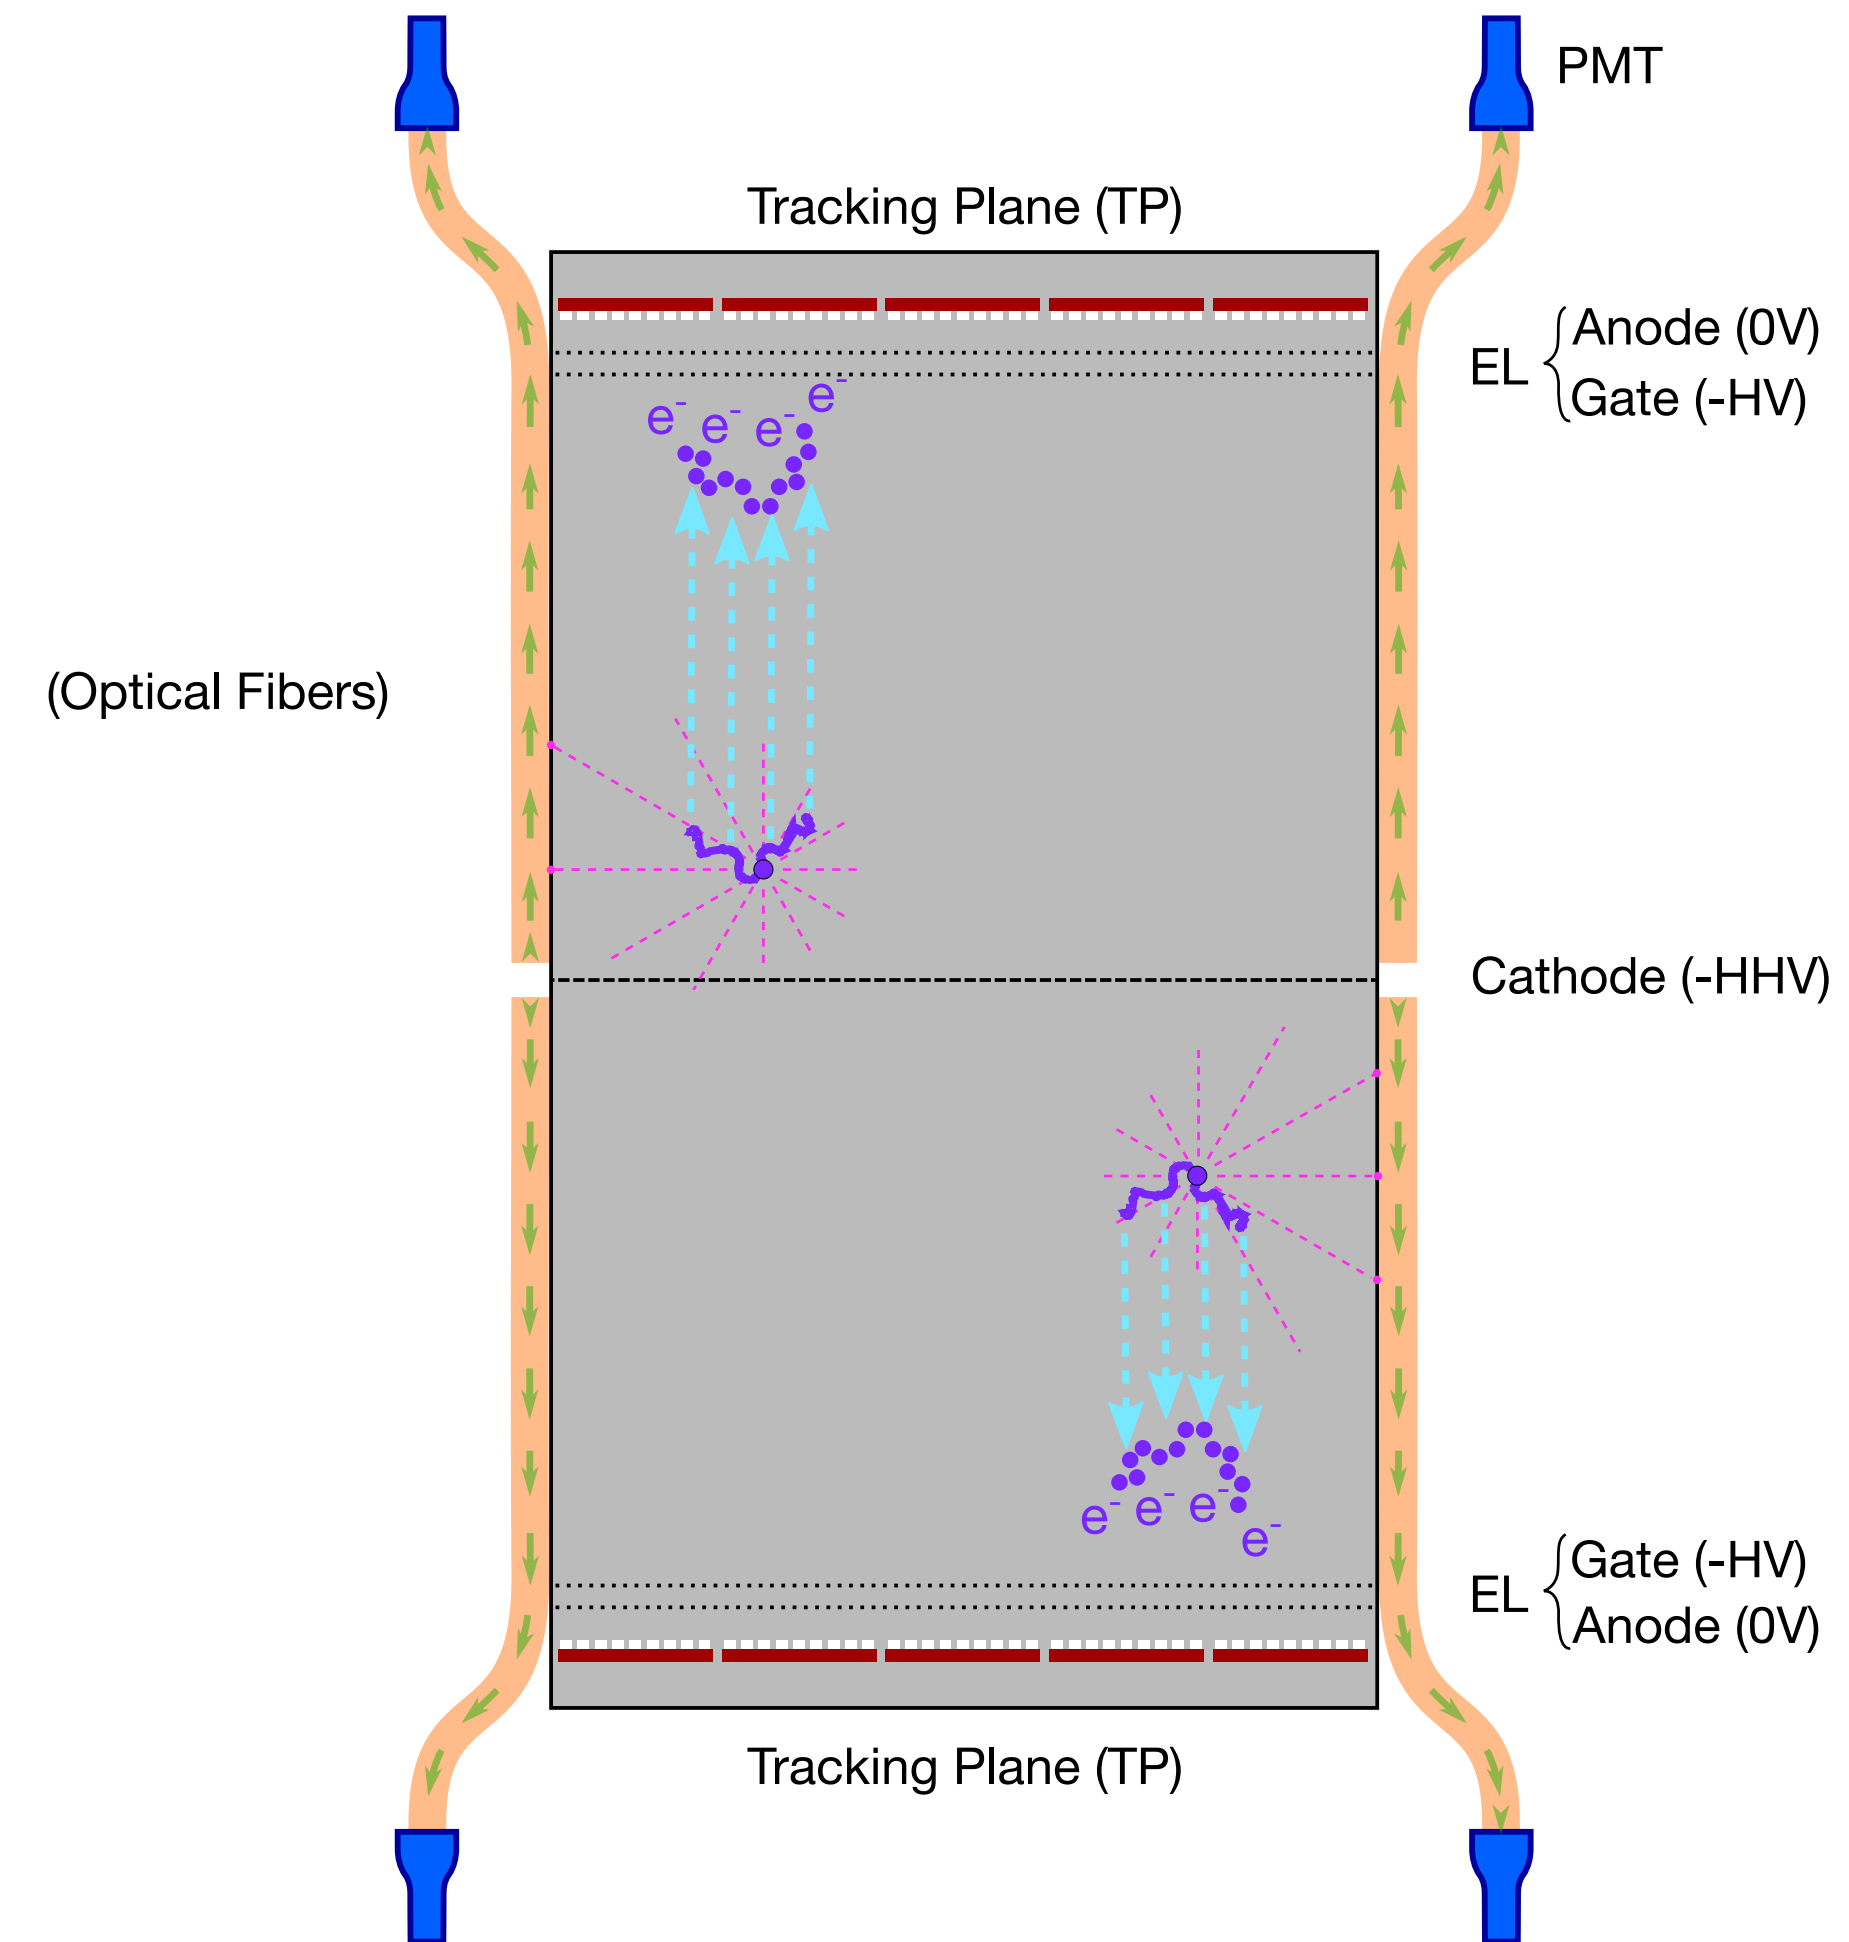 PMT
Tracking Plane (TP)
EL
Anode (0V)
Gate (-HV)
e-
e-
e-
e-
(Optical Fibers)
Cathode (-HHV)
e-
e-
e-
e-
EL
Gate (-HV)
Anode (0V)
Tracking Plane (TP)